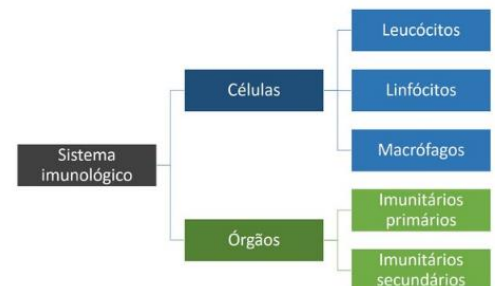 Sistema
imunológico
Células
Leucócitos
Linfócitos
Macrófagos
Órgãos
Imunitários
primários
Imunitários
secundários